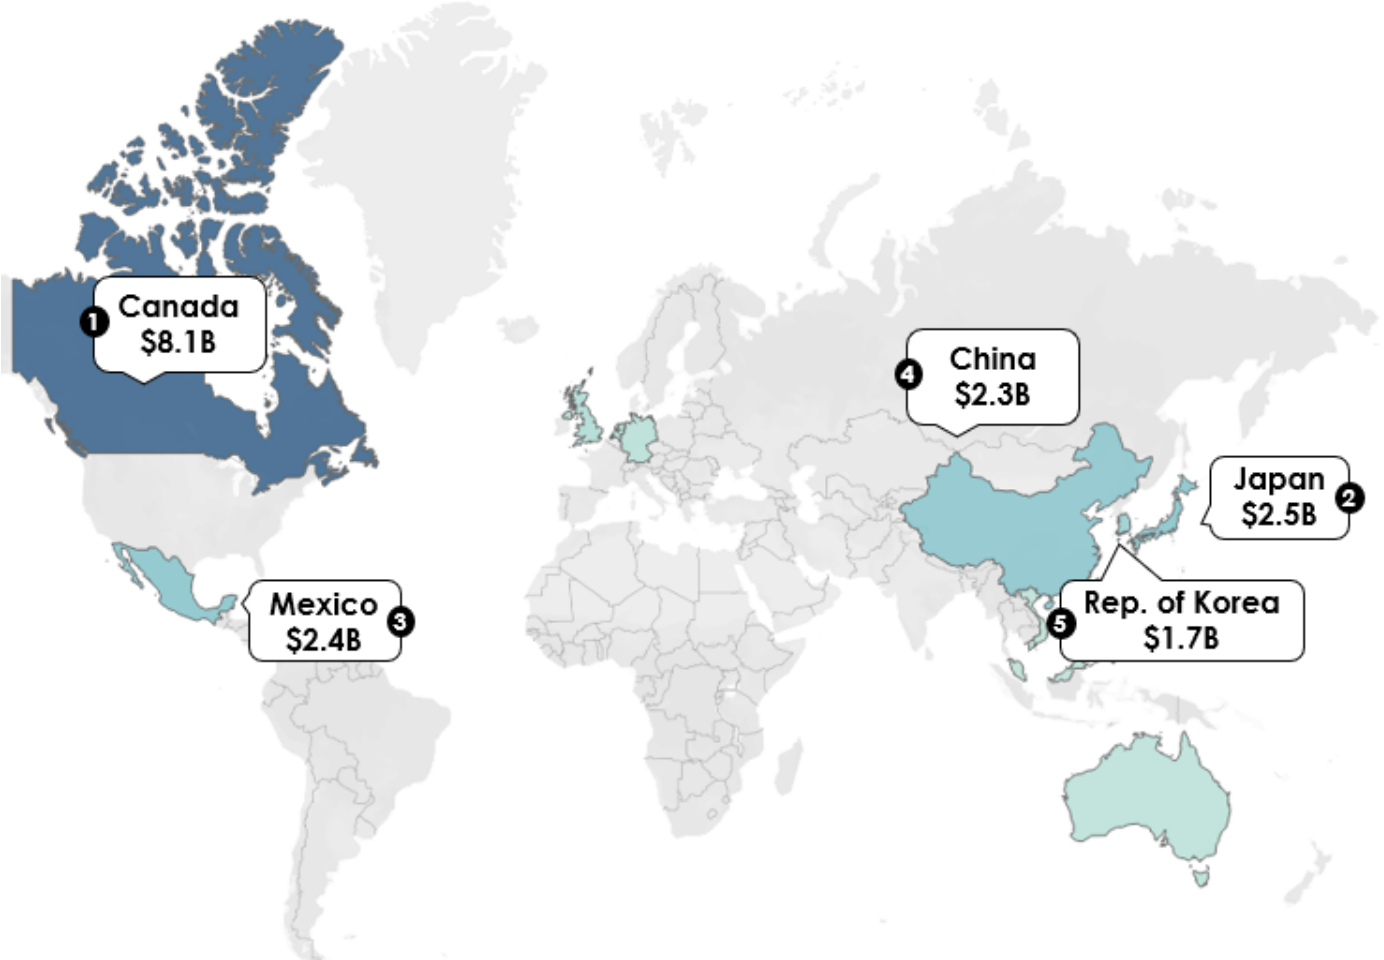 1
Canada
$8.1B
4
China
$2.3B
Japan
$2.5B
2
Mexico
$2.4B
3
5
Rep. of Korea
$1.7B